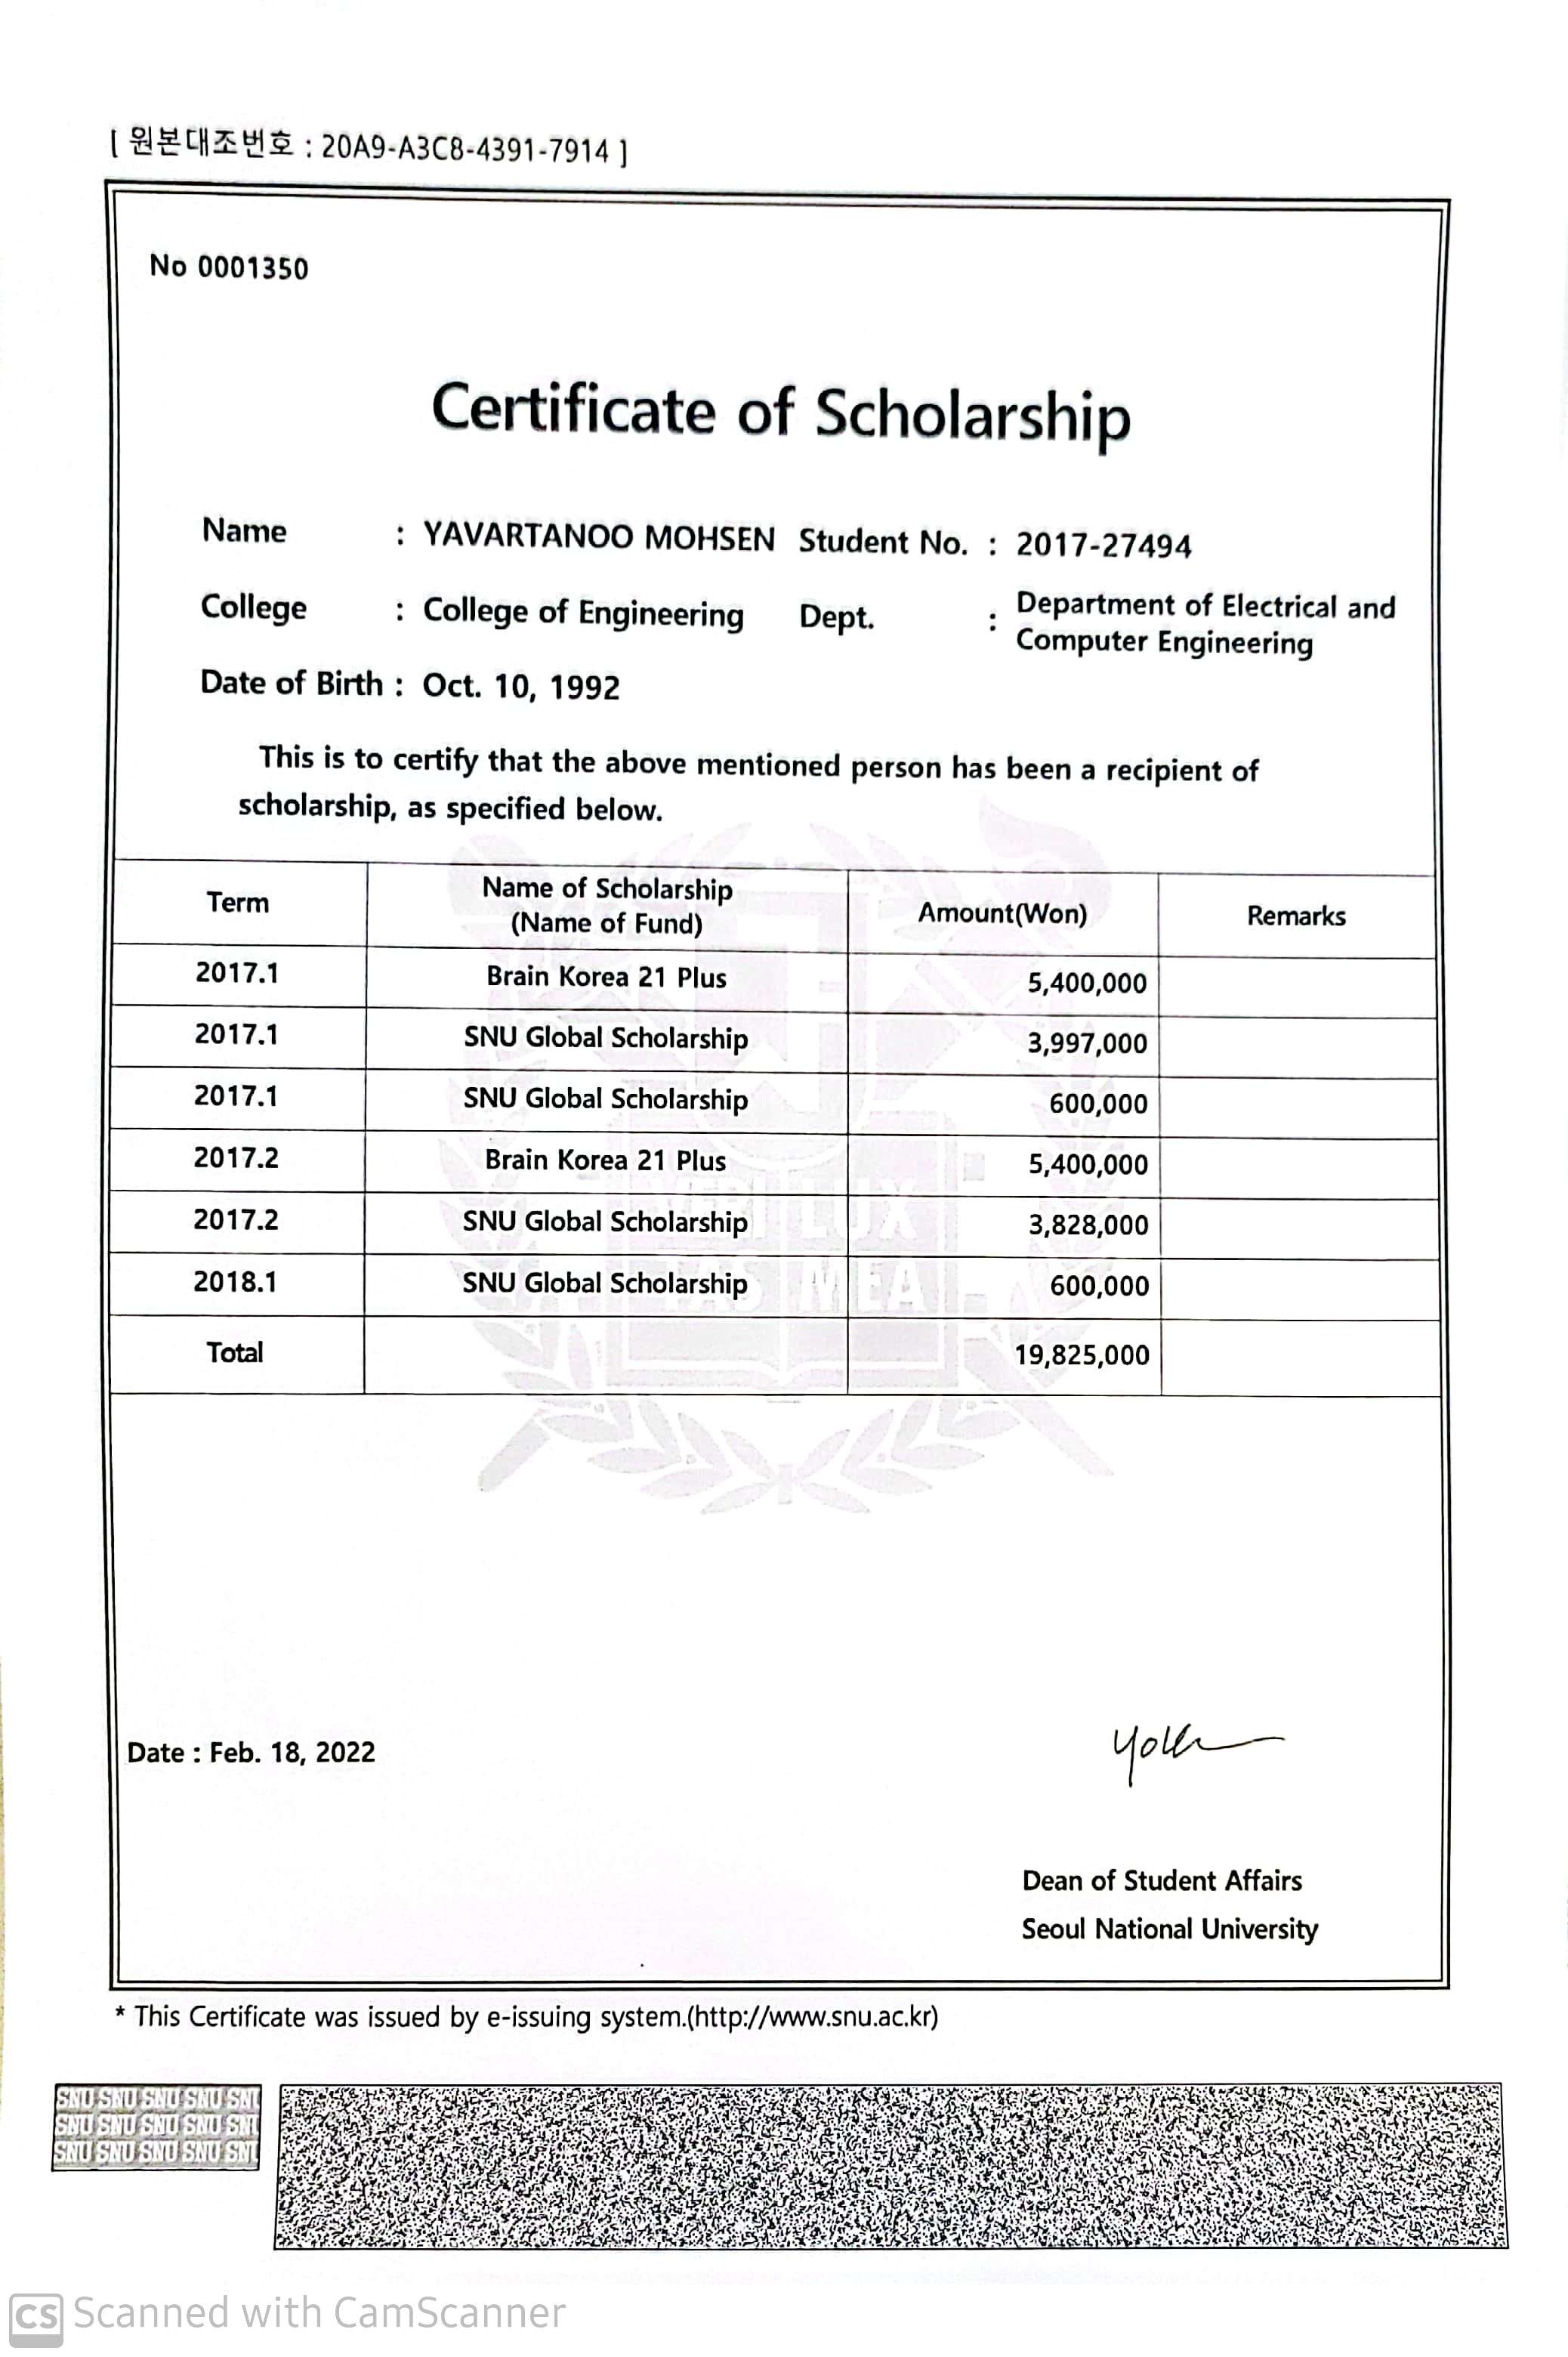 [ 원본대조번호 : 20A9-A3C8-4391-7914 ]
No 0001350
Certificate of Scholarship
Name : YAVARTANOO MOHSEN Student No. : 2017-27494
College : College of Engineering Dept. : Department of Electrical and
Computer Engineering
Date of Birth : Oct. 10, 1992
This is to certify that the above mentioned person has been a recipient of
scholarship, as specified below.
Term Name of Scholarship (Name of Fund) Amount(Won) Remarks
2017.1 Brain Korea 21 Plus 5,400,000
2017.1 SNU Global Scholarship 3,997,000
2017.1 SNU Global Scholarship 600,000
2017.2 Brain Korea 21 Plus 5,400,000
2017.2 SNU Global Scholarship 3,828,000
2018.1 SNU Global Scholarship 600,000
Total 19,825,000
Date : Feb. 18, 2022
Dean of Student Affairs
Seoul National University
* This Certificate was issued by e-issuing system.(http://www.snu.ac.kr)
SNU SNU SNU SNU SNU
SNU SNU SNU SNU SNU
SNU SNU SNU SNU SNU
CS Scanned with CamScanner